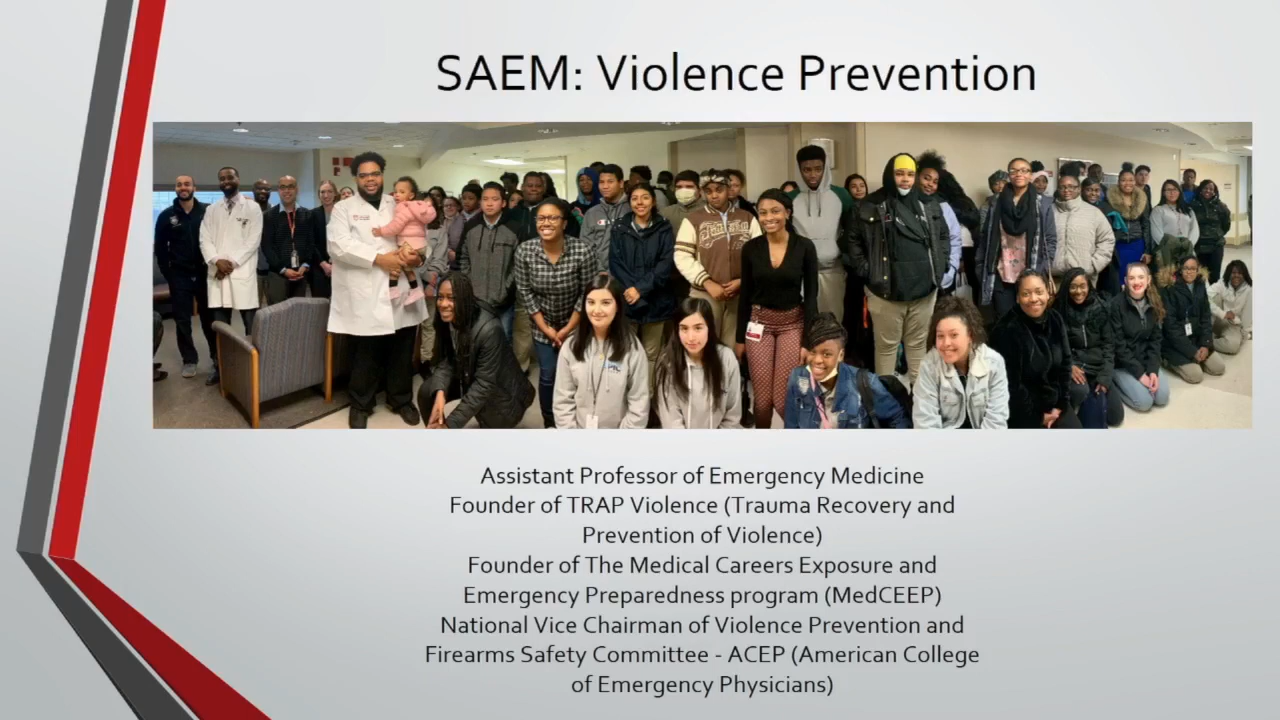 SAEM: Violence Prevention
Assistant Professor of Emergency Medicine
Founder of TRAP Violence (Trauma Recovery and
Prevention of Violence)
Founder of The Medical Careers Exposure and
Emergency Preparedness program (MedCEEP)
National Vice Chairman of Violence Prevention and
Firearms Safety Committee - ACEP (American College
of Emergency Physicians)